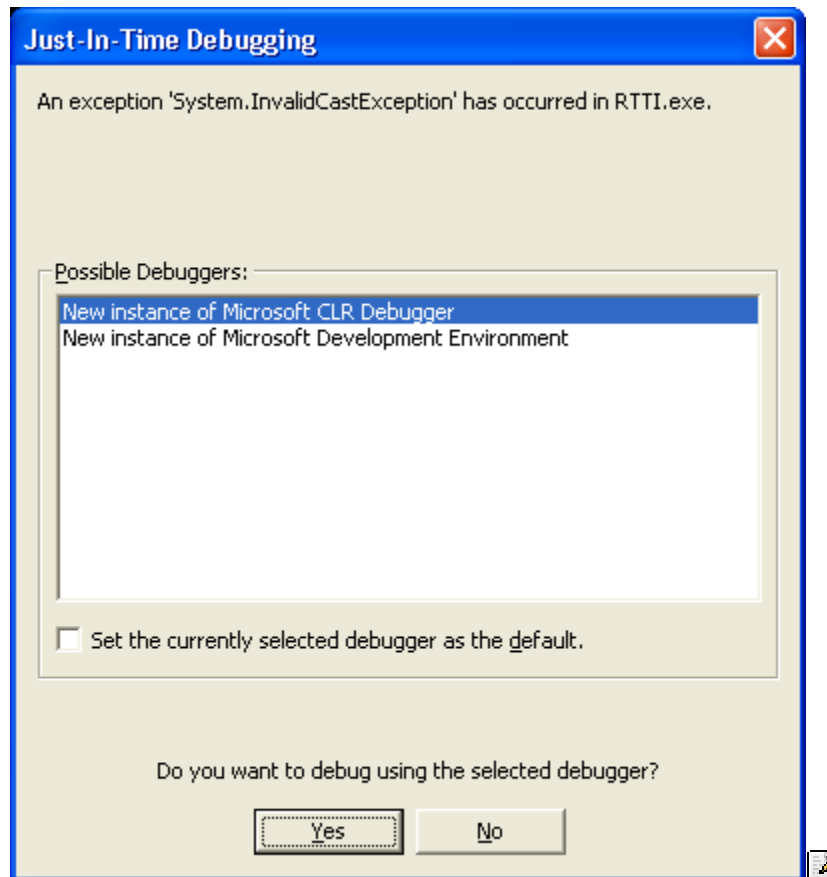 Just-In-Time Debugging
An exception 'System.InvalidCastException' has occurred in RTTI.exe.
Possible Debuggers:
New instance of Microsoft CLR Debugger
New instance of Microsoft Development Environment
Set the currently selected debugger as the default.
Do you want to debug using the selected debugger?
Yes
No